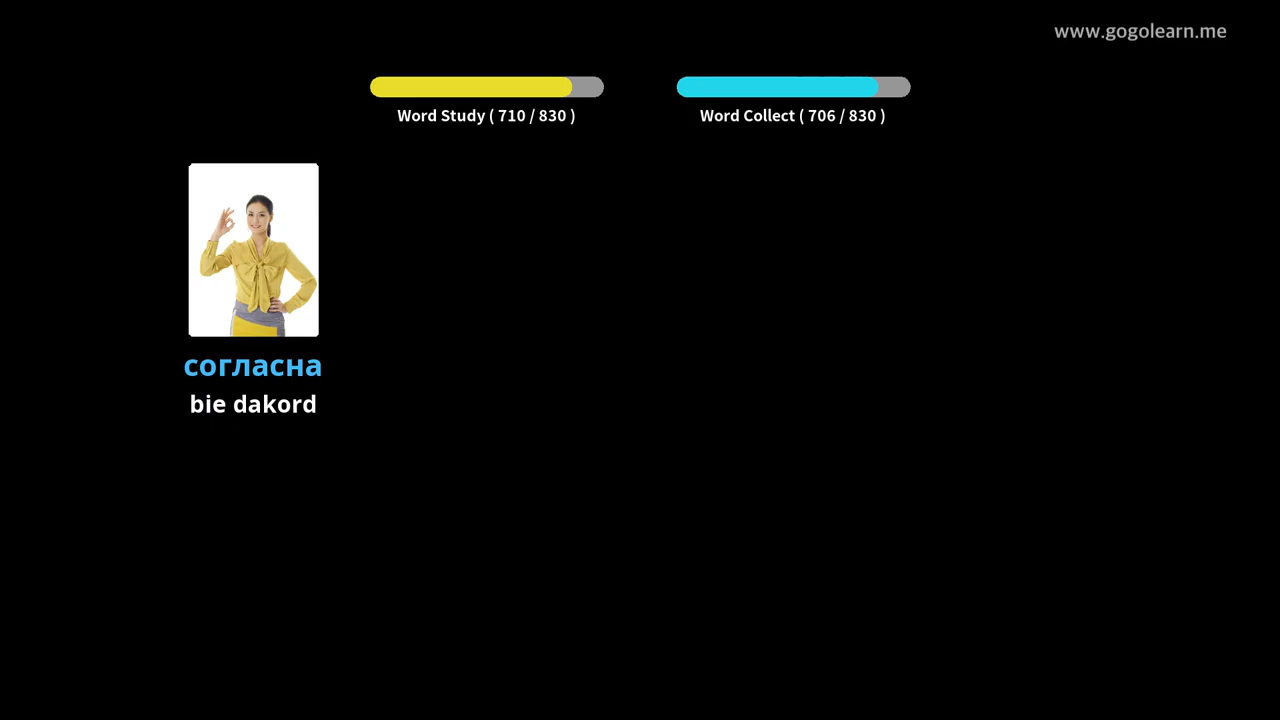 www.gogolearn.me
Word Study ( 710 / 830 )
Word Collect ( 706 / 830 )
согласна
bie dakord